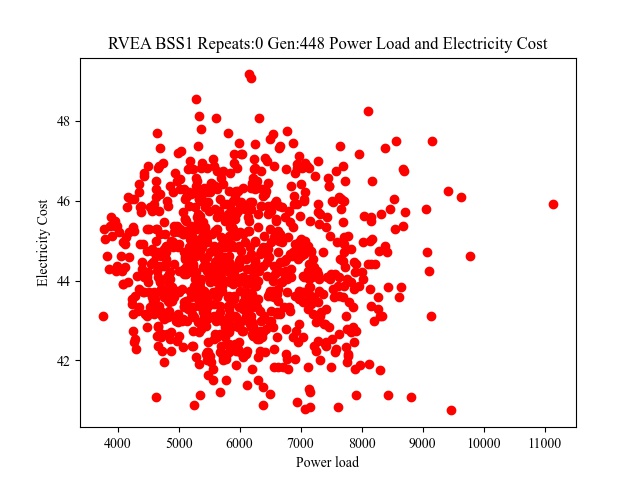 RVEA BSS1 Repeats:0 Gen:448 Power Load and Electricity Cost
48
46
44
42
Electricity Cost
4000 5000 6000 7000 8000 9000 10000 11000
Power load